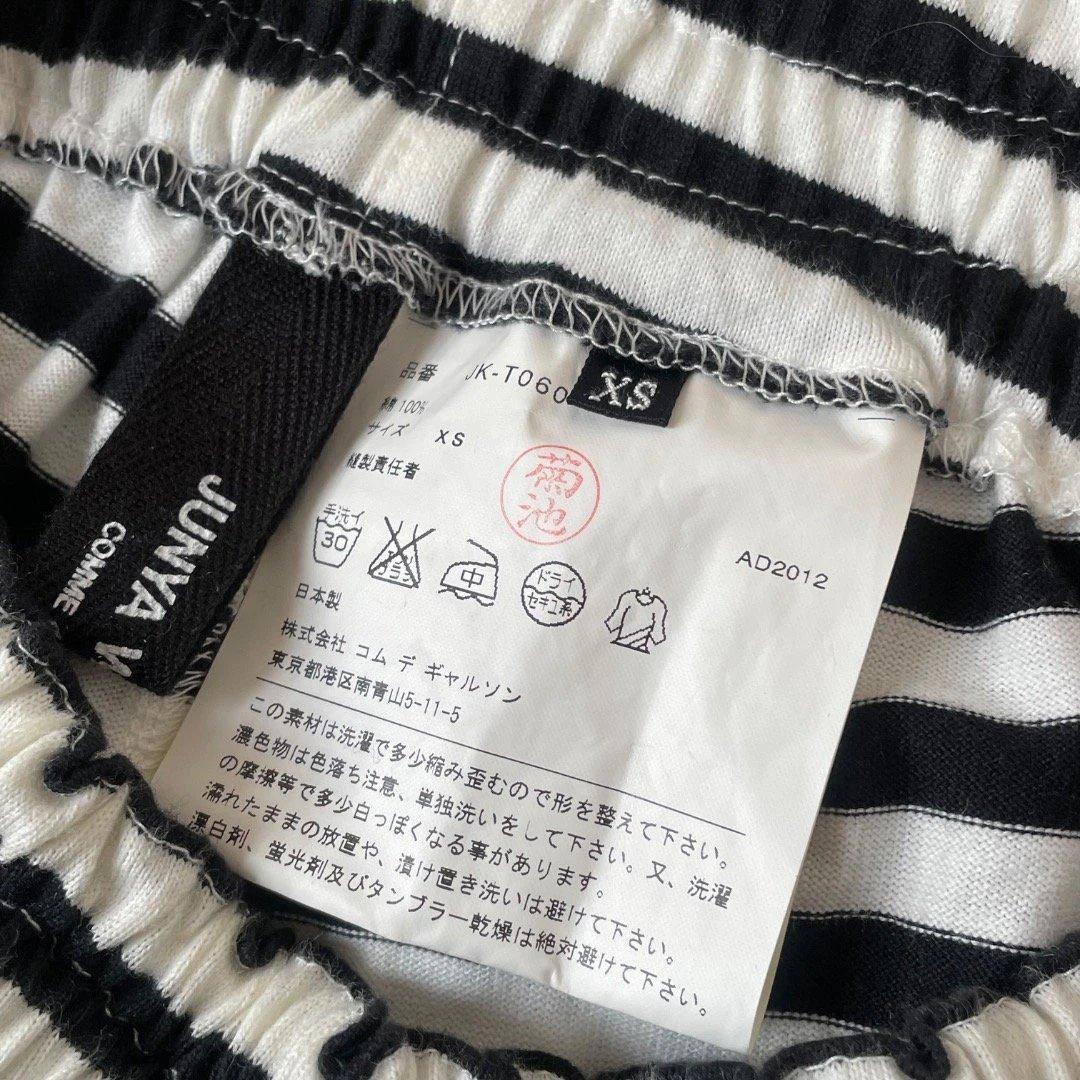 JUNYA W
COMME
品番 JK-T060
XS
綿 100%
サイズ XS
縫製責任者
菊池
手洗イ
30
中
ドライ
セキユ系
AD2012
日本製
株式会社 コム デ ギャルソン
東京都港区南青山5-11-5
この素材は洗濯で多少縮み歪むので形を整えて下さい。
濃色物は色落ち注意、単独洗いをして下さい。又、洗濯
の摩擦等で多少白っぽくなる事があります。
濡れたままの放置や、漬け置き洗いは避けて下さい。
漂白剤、蛍光剤及びタンブラー乾燥は絶対避けて下さい。